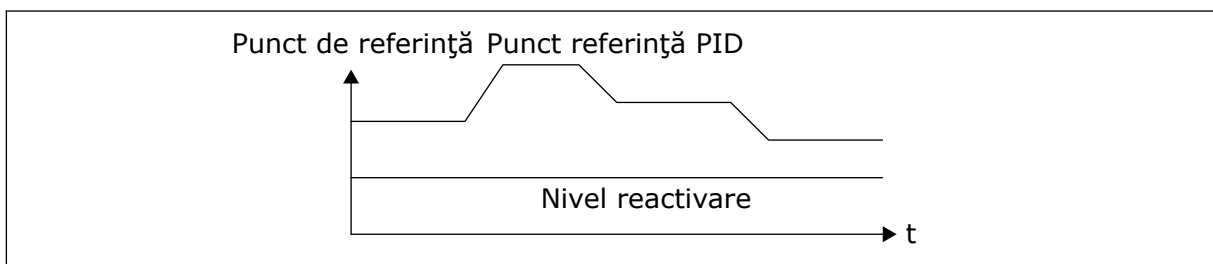 Punct de referinţă Punct referinţă PID
Nivel reactivare
t